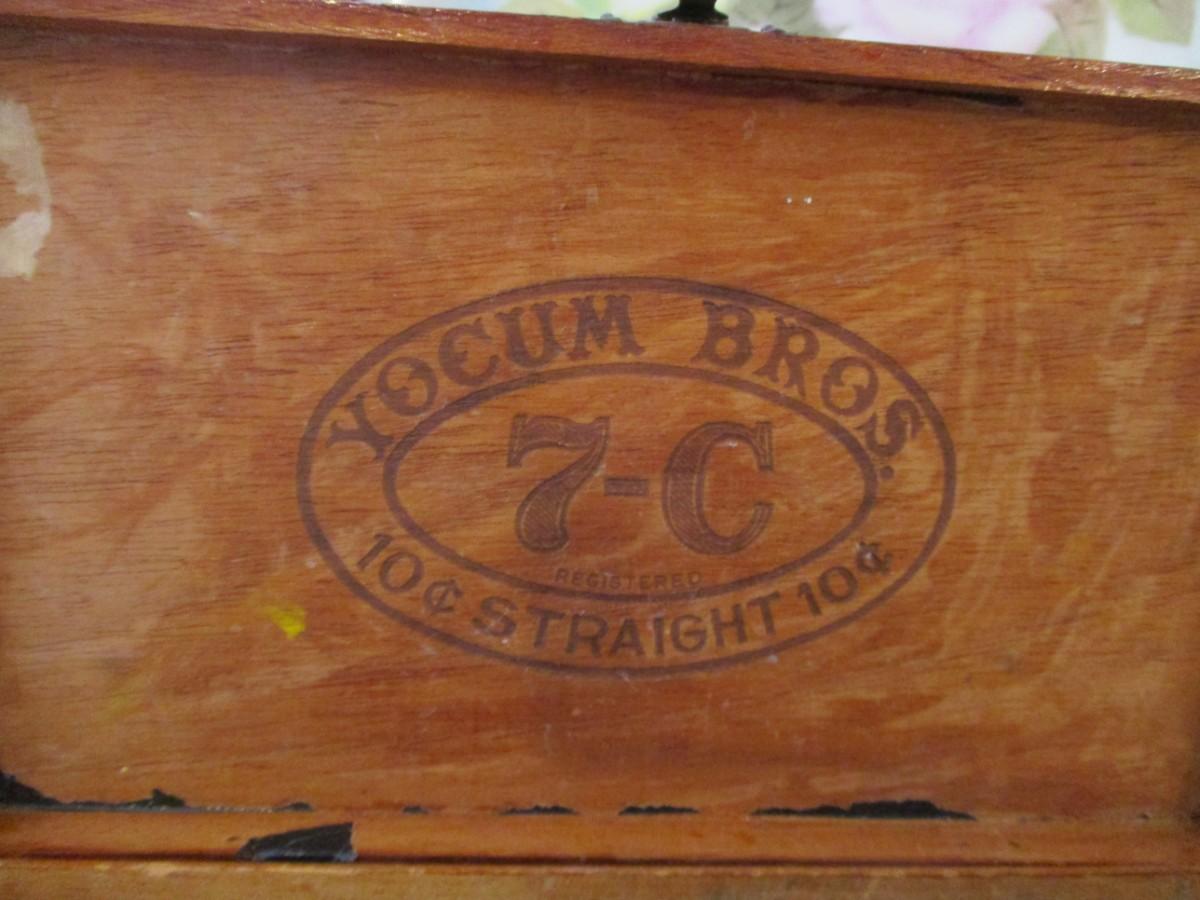 YOCUM BROS.
7-C
REGISTERED
10¢ STRAIGHT 10¢